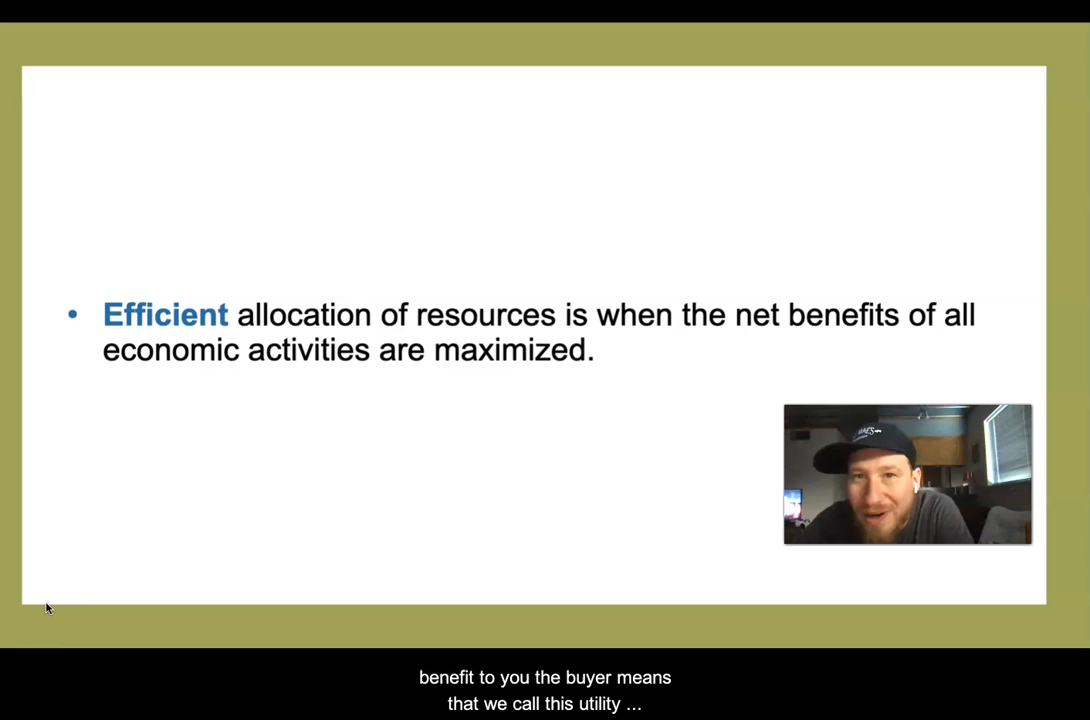 • Efficient allocation of resources is when the net benefits of all
economic activities are maximized.
benefit to you the buyer means
that we call this utility ...